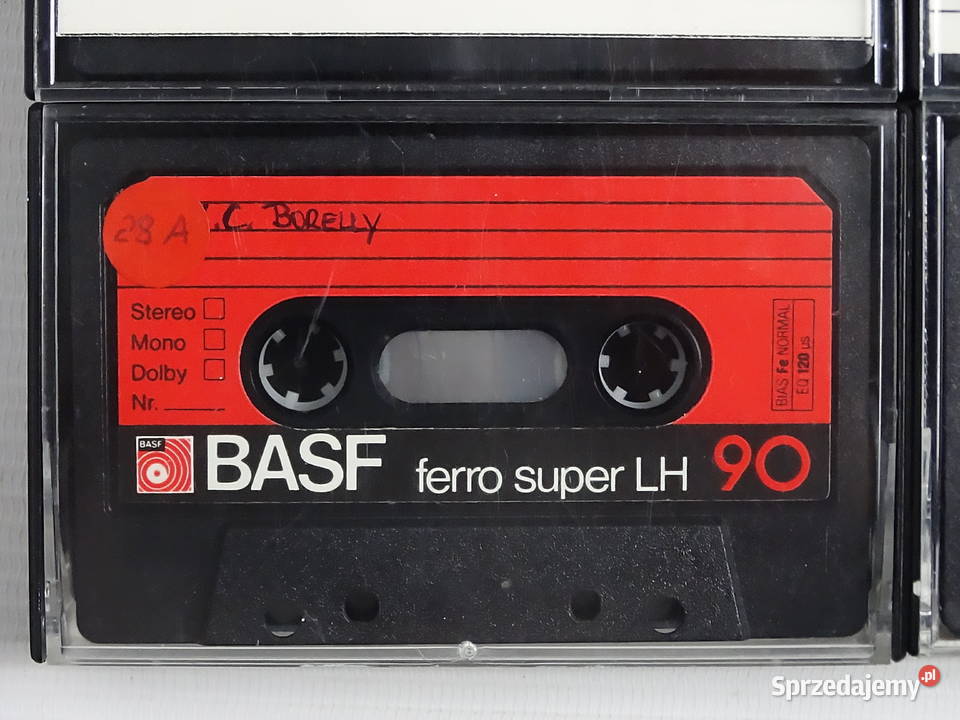 28 A
.C. BORELLY
Stereo
Mono
Dolby
Nr.
BIAS Fe NORMAL
EQ 120 µs
BASF
BASF ferro super LH 90
Sprzedajemy.pl